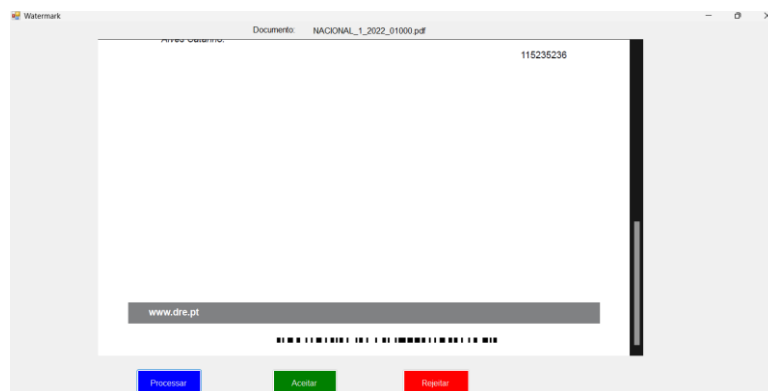 Watermark
Documento: NACIONAL_1_2022_01000.pdf
115235236
www.dre.pt
Processar Aceitar Rejeitar